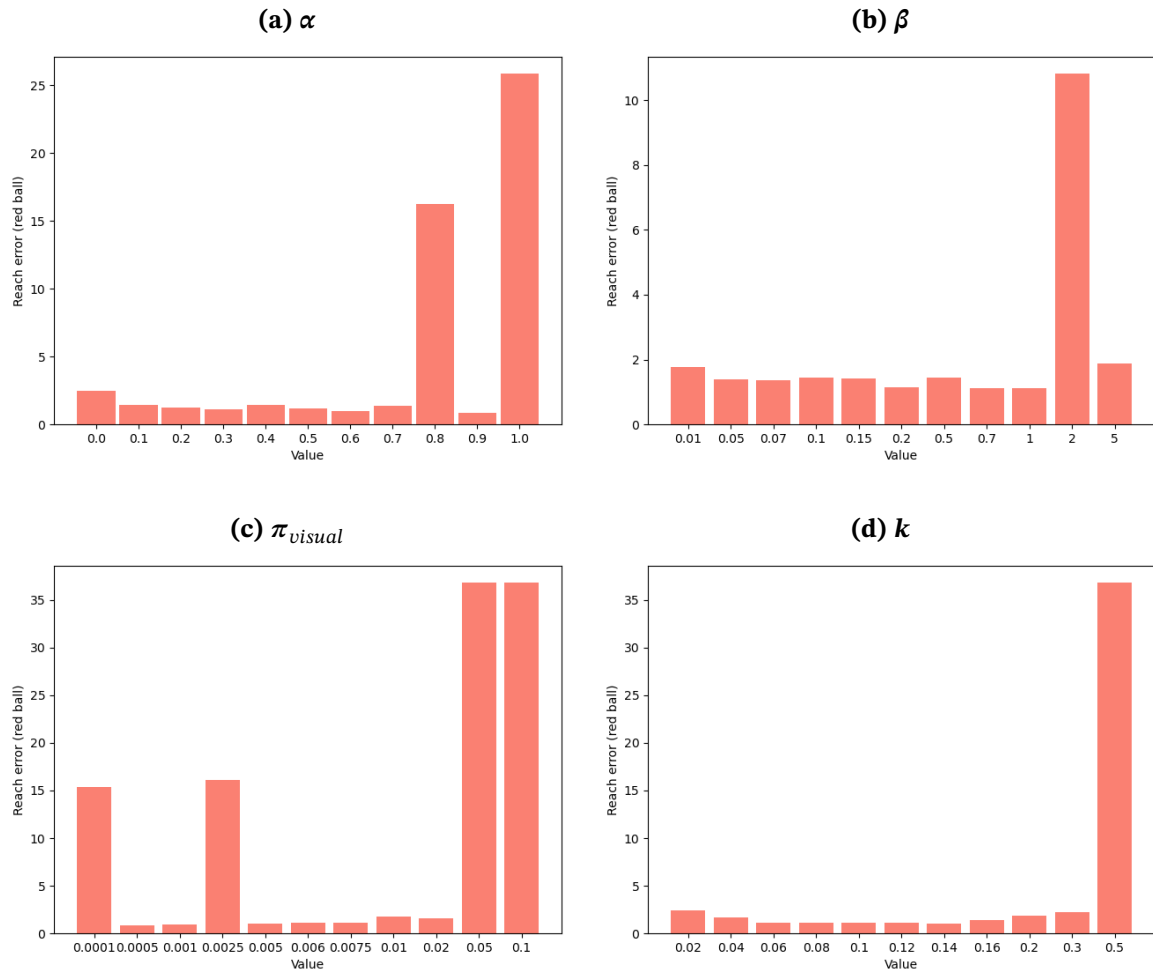 (a) α
25
20
15
10
5
0
Reach error (red ball)
0.0 0.1 0.2 0.3 0.4 0.5 0.6 0.7 0.8 0.9 1.0
Value
(b) β
10
8
6
4
2
0
Reach error (red ball)
0.01 0.05 0.07 0.1 0.15 0.2 0.5 0.7 1 2 5
Value
(c) π_visual
35
30
25
20
15
10
5
0
Reach error (red ball)
0.0001 0.0005 0.001 0.0025 0.005 0.006 0.0075 0.01 0.02 0.05 0.1
Value
(d) k
35
30
25
20
15
10
5
0
Reach error (red ball)
0.02 0.04 0.06 0.08 0.1 0.12 0.14 0.16 0.2 0.3 0.5
Value